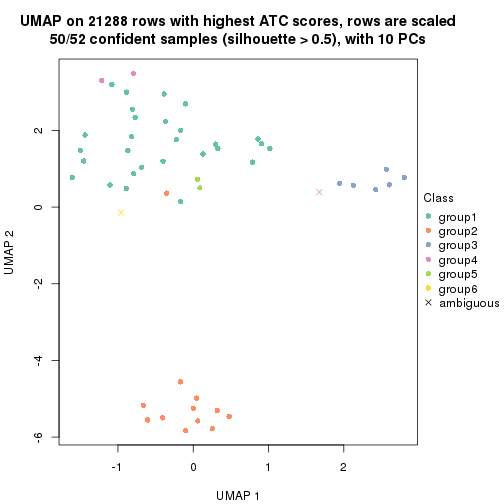 UMAP on 21288 rows with highest ATC scores, rows are scaled
50/52 confident samples (silhouette > 0.5), with 10 PCs
2
0
-2
-4
-6
UMAP 2
-1
0
1
2
UMAP 1
Class
group1
group2
group3
group4
group5
group6
ambiguous